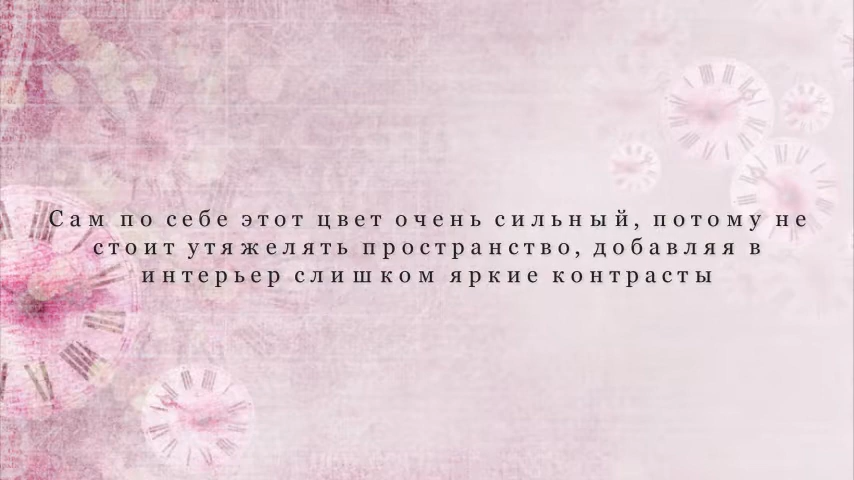 Сам по себе этот цвет очень сильный, потому не
стоит утяжелять пространство, добавляя в
интерьер слишком яркие контрасты